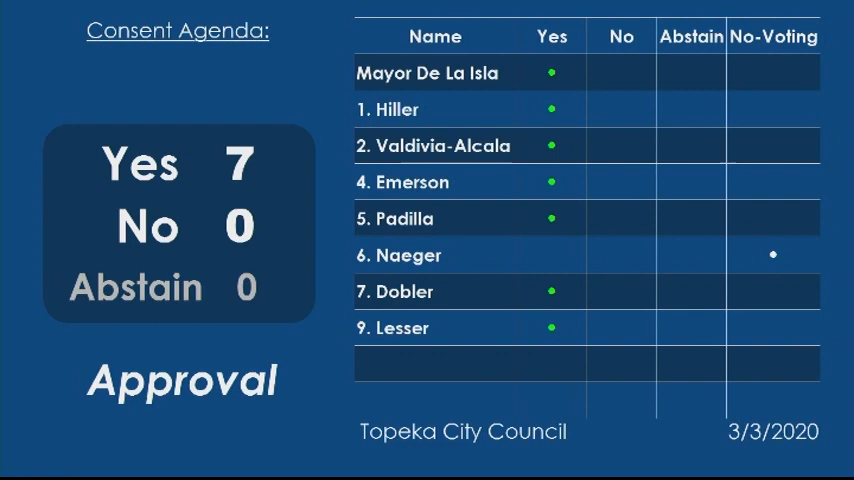 Consent Agenda:
Yes 7
No 0
Abstain 0
Approval
Name Yes No Abstain No-Voting
Mayor De La Isla
1. Hiller
2. Valdivia-Alcala
4. Emerson
5. Padilla
6. Naeger
7. Dobler
9. Lesser
Topeka City Council 3/3/2020